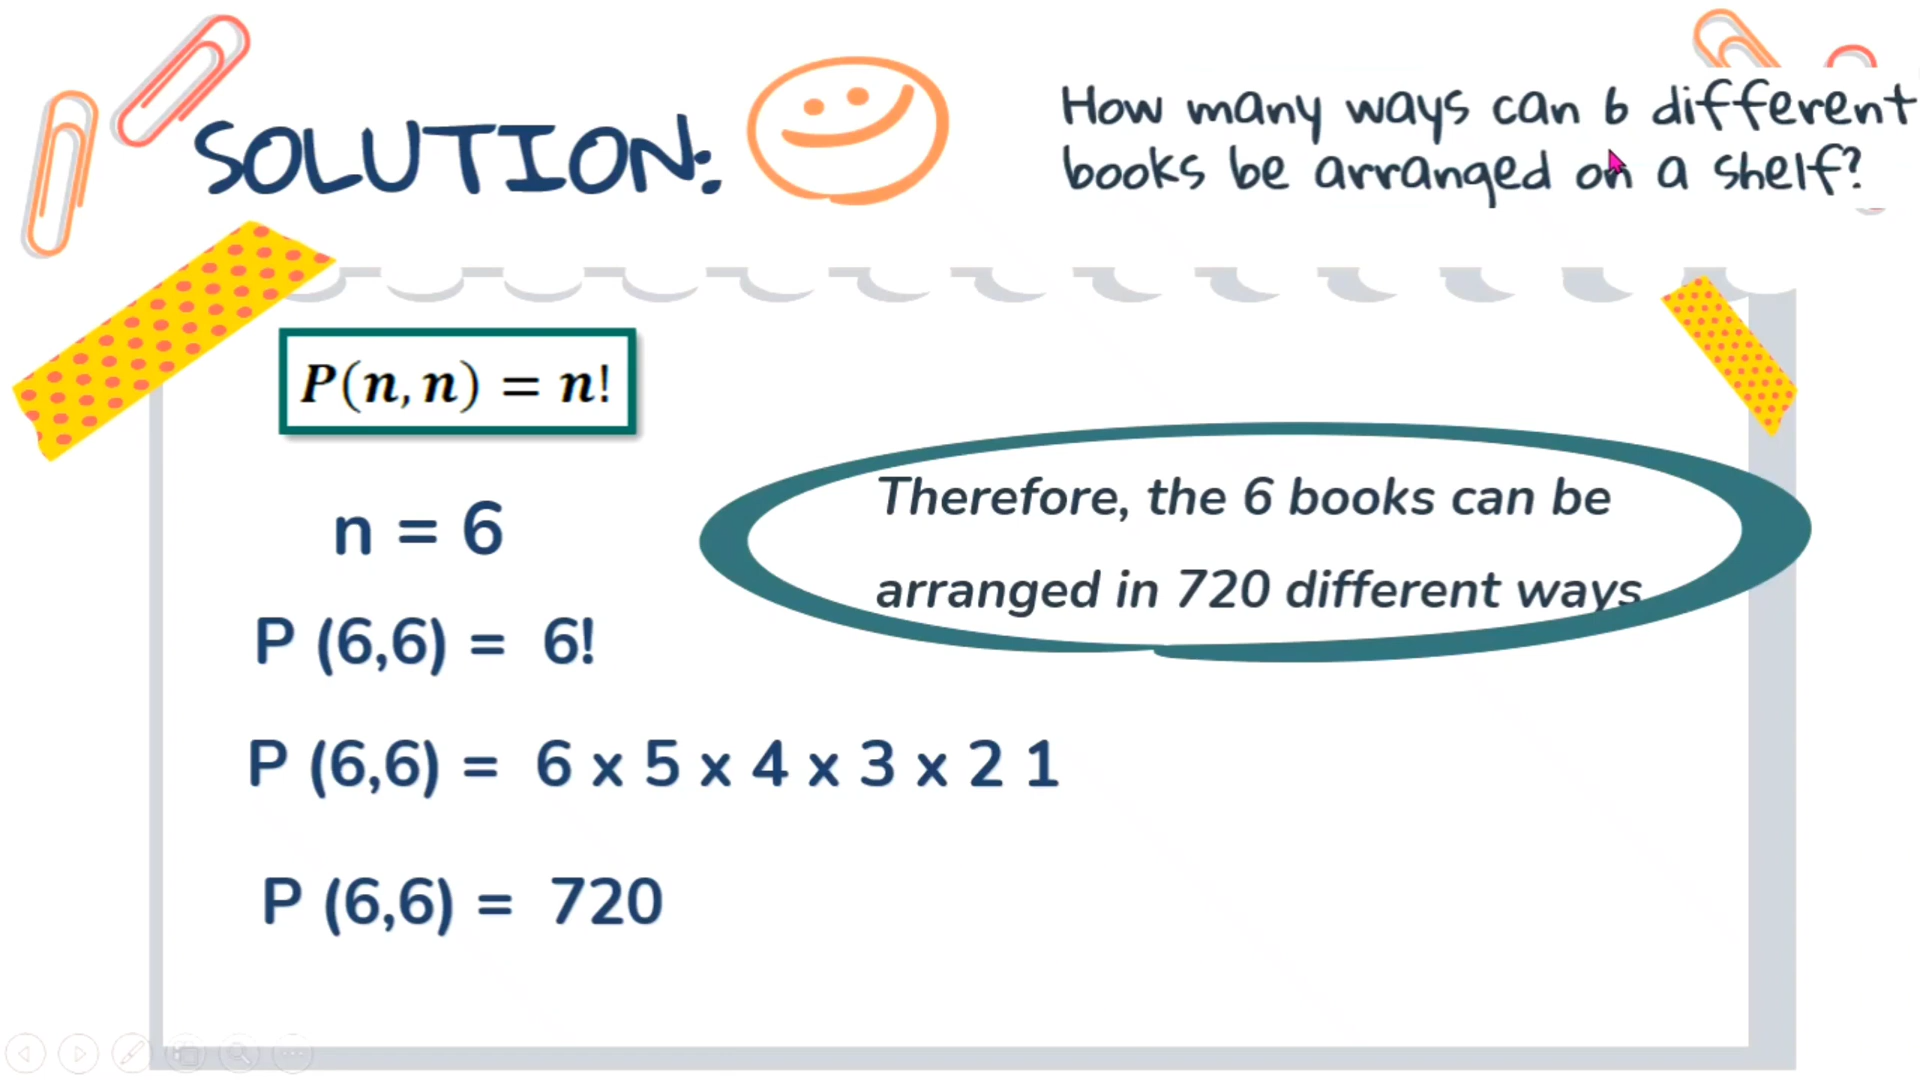 SOLUTION:
How many ways can 6 different
books be arranged on a shelf?
P(n, n) = n!
n = 6
P (6,6) = 6!
P (6,6) = 6 x 5 x 4 x 3 x 2 1
P (6,6) = 720
Therefore, the 6 books can be
arranged in 720 different ways